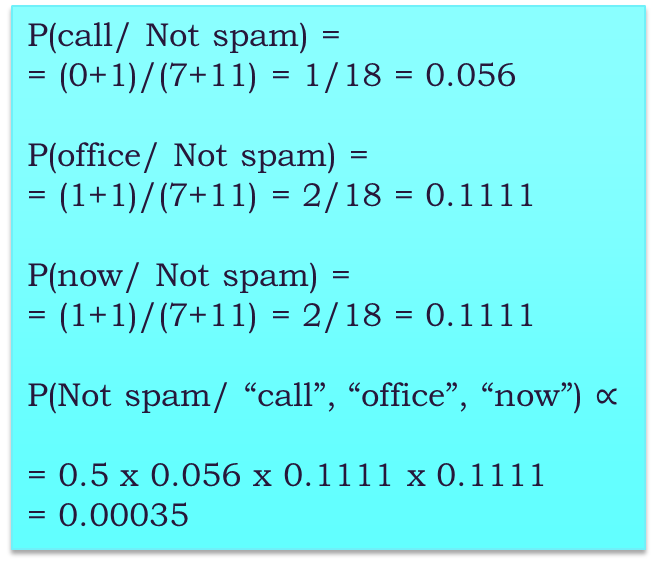 P(call/ Not spam) =
= (0+1)/(7+11) = 1/18 = 0.056
P(office/ Not spam) =
= (1+1)/(7+11) = 2/18 = 0.1111
P(now/ Not spam) =
= (1+1)/(7+11) = 2/18 = 0.1111
P(Not spam/ “call”, “office”, “now”) ∝
= 0.5 x 0.056 x 0.1111 x 0.1111
= 0.00035